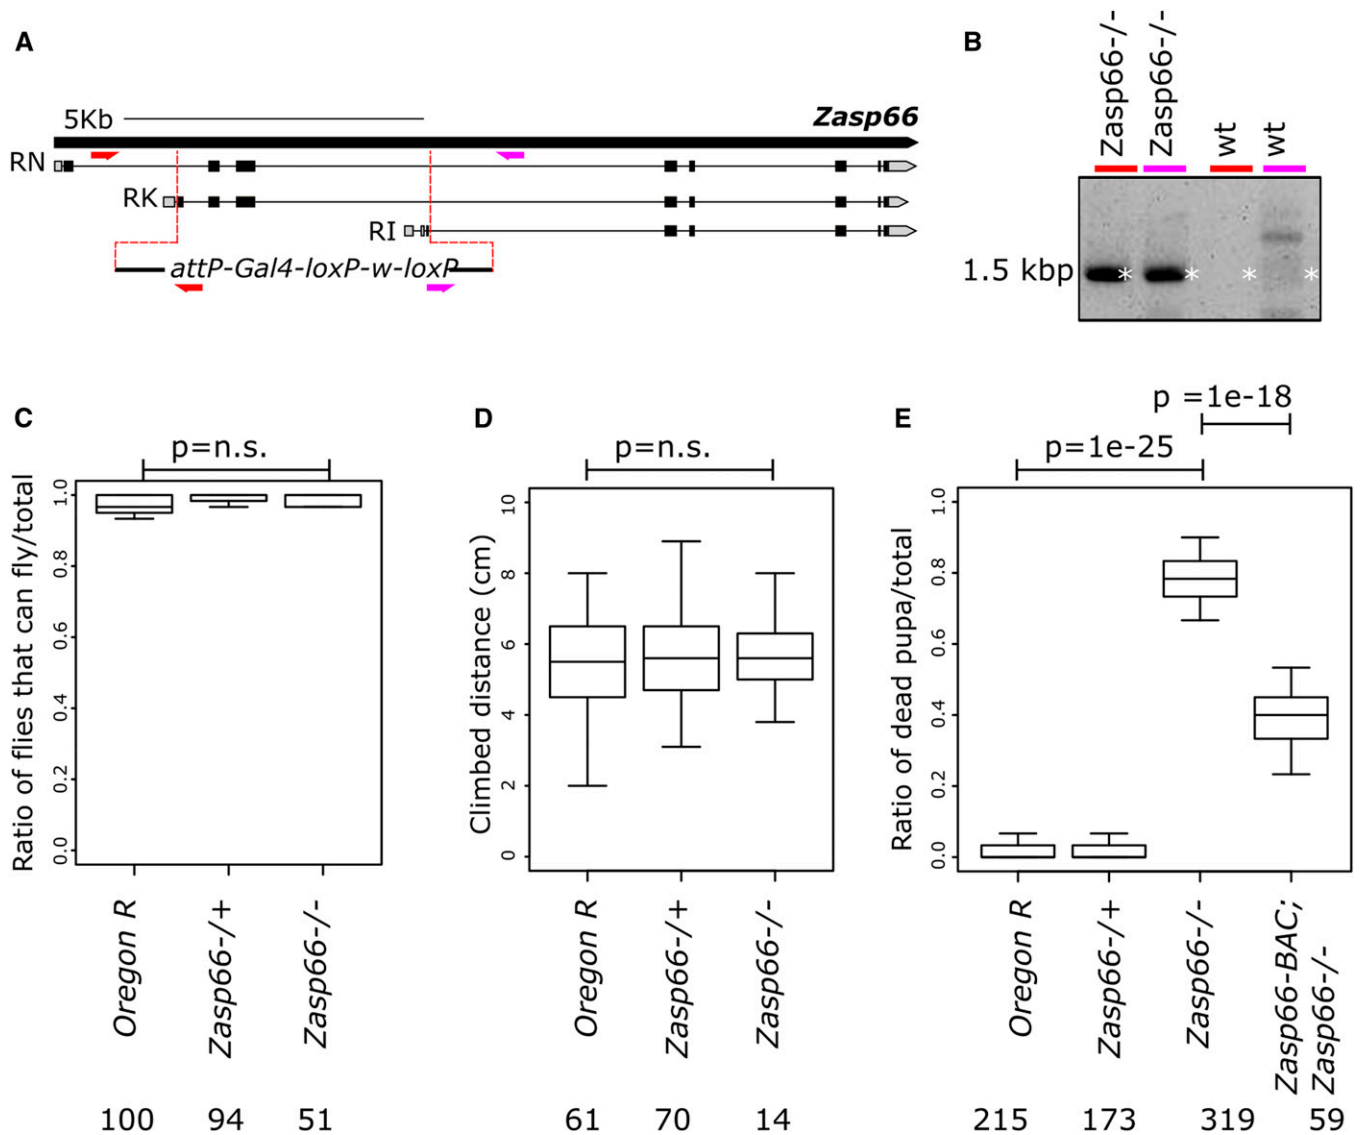 A
5Kb
Zasp66
RN
RK
RI
attP-Gal4-loxP-w-loxP
B
Zasp66-/-
Zasp66-/-
wt
wt
1.5 kbp
*
*
*
*
C
p=n.s.
Ratio of flies that can fly/total
1.0
0.8
0.6
0.4
0.2
0.0
Oregon R
Zasp66-/+
Zasp66-/-
100
94
51
D
p=n.s.
Climbed distance (cm)
10
8
6
4
2
0
Oregon R
Zasp66-/+
Zasp66-/-
61
70
14
E
p =1e-18
p=1e-25
Ratio of dead pupa/total
1.0
0.8
0.6
0.4
0.2
0.0
Oregon R
Zasp66-/+
Zasp66-/-
Zasp66-BAC;
Zasp66-/-
215
173
319
59